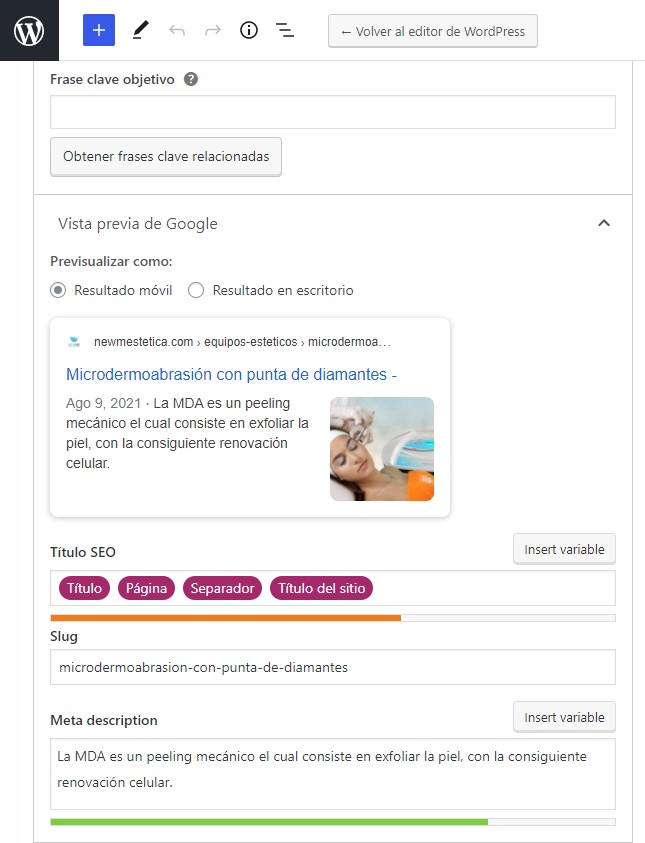 ← Volver al editor de WordPress
Frase clave objetivo ?
Obtener frases clave relacionadas
Vista previa de Google
Previsualizar como:
Resultado móvil Resultado en escritorio
newmestetica.com › equipos-esteticos › microdermoa...
Microdermoabrasión con punta de diamantes -
Ago 9, 2021 · La MDA es un peeling
mecánico el cual consiste en exfoliar la
piel, con la consiguiente renovación
celular.
Título SEO
Insert variable
Título Página Separador Título del sitio
Slug
microdermoabrasion-con-punta-de-diamantes
Meta description
Insert variable
La MDA es un peeling mecánico el cual consiste en exfoliar la piel, con la consiguiente
renovación celular.